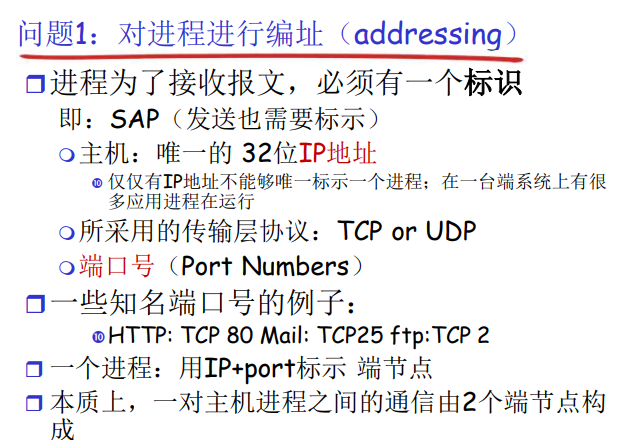 问题1：对进程进行编址（addressing）
进程为了接收报文，必须有一个标识
即：SAP（发送也需要标示）
主机：唯一的 32位IP地址
仅仅有IP地址不能够唯一标示一个进程；在一台端系统上有很
多应用进程在运行
所采用的传输层协议：TCP or UDP
端口号（Port Numbers）
一些知名端口号的例子：
HTTP: TCP 80 Mail: TCP25 ftp:TCP 2
一个进程：用IP+port标示 端节点
本质上，一对主机进程之间的通信由2个端节点构
成